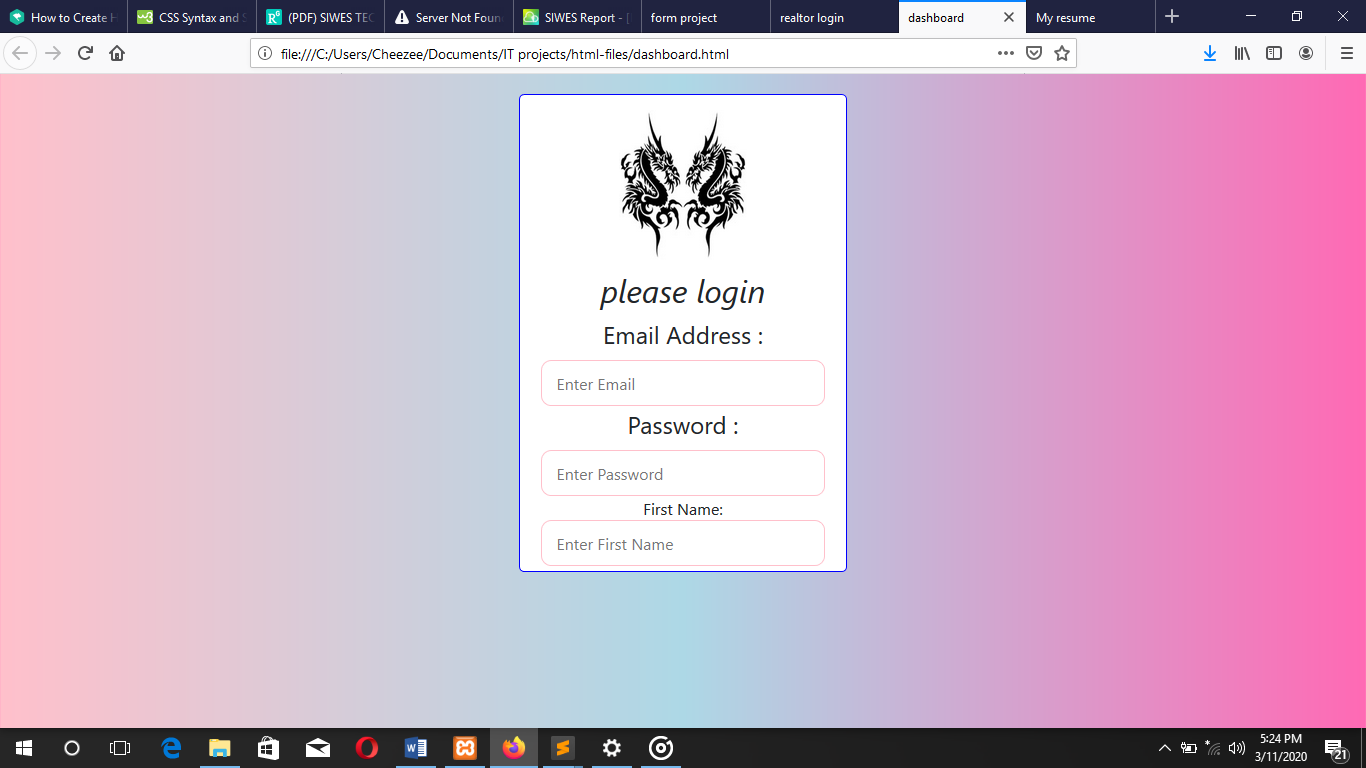 How to Create H
CSS Syntax and S
(PDF) SIWES TEC
Server Not Foun
SIWES Report - [
form project
realtor login
dashboard
My resume
file:///C:/Users/Cheezee/Documents/IT projects/html-files/dashboard.html
please login
Email Address :
Enter Email
Password :
Enter Password
First Name:
Enter First Name
5:24 PM
3/11/2020
21